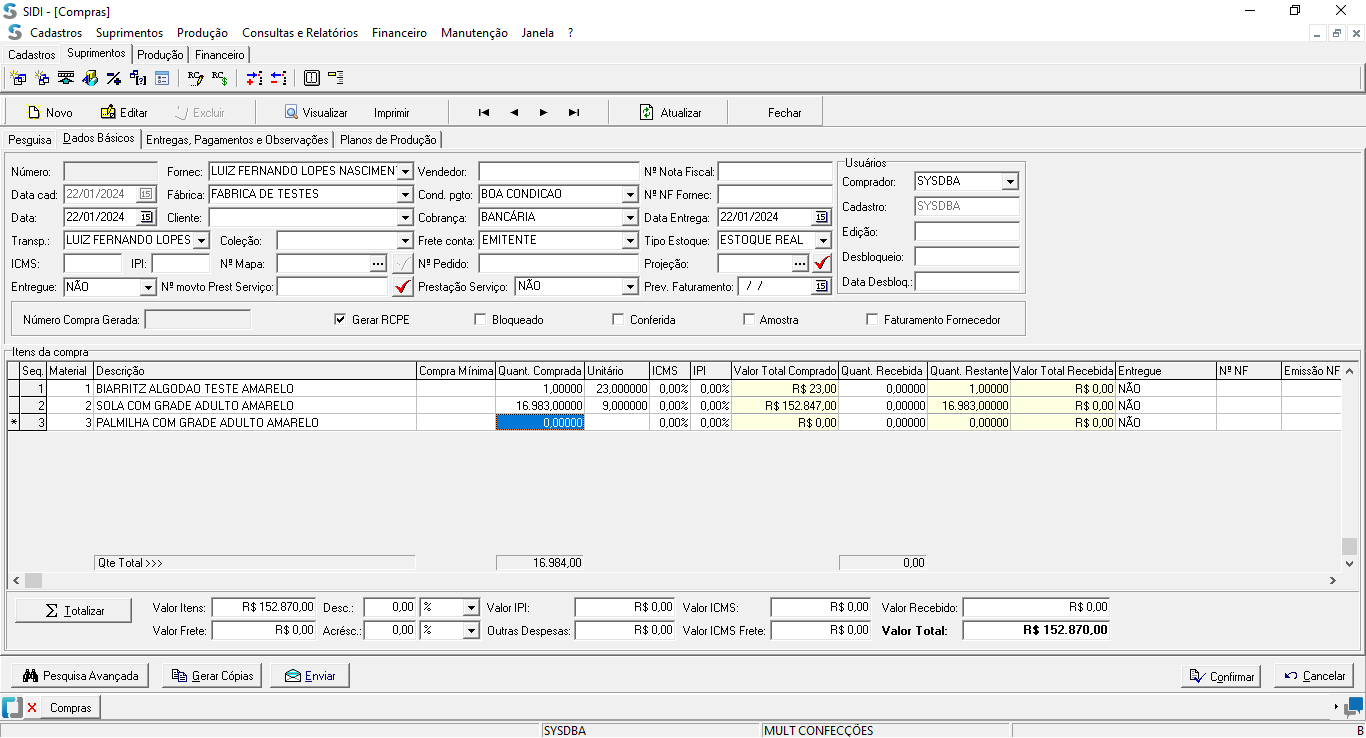 SIDI - [Compras]
Cadastros Suprimentos Produção Consultas e Relatórios Financeiro Manutenção Janela ?
Cadastros Suprimentos Produção Financeiro
Novo Editar Excluir Visualizar Imprimir Atualizar Fechar
Pesquisa Dados Básicos Entregas, Pagamentos e Observações Planos de Produção
Número: Fornec: LUIZ FERNANDO LOPES NASCIMEN Vendedor: Nº Nota Fiscal: Usuários
Comprador: SYSDBA
Data cad: 22/01/2024 15 Fábrica: FABRICA DE TESTES Cond. pgto: BOA CONDICAO Nº NF Fornec:
Cadastro: SYSDBA
Data: 22/01/2024 15 Cliente: Cobrança: BANCÁRIA Data Entrega: 22/01/2024 15
Edição:
Transp.: LUIZ FERNANDO LOPES Coleção: Frete conta: EMITENTE Tipo Estoque: ESTOQUE REAL
Desbloqueio:
ICMS: IPI: Nº Mapa: ... Nº Pedido: Projeção: ...
Data Desbloq.:
Entregue: NÃO Nº movto Prest Serviço: Prestação Serviço: NÃO Prev. Faturamento: / / 15
Número Compra Gerada: Gerar RCPE Bloqueado Conferida Amostra Faturamento Fornecedor
Itens da compra
Seq. Material Descrição Compra Mínima Quant. Comprada Unitário ICMS IPI Valor Total Comprado Quant. Recebida Quant. Restante Valor Total Recebida Entregue Nº NF Emissão NF
1 1 BIARRITZ ALGODAO TESTE AMARELO 1,00000 23,000000 0,00% 0,00% R$ 23,00 0,00000 1,00000 R$ 0,00 NÃO
2 2 SOLA COM GRADE ADULTO AMARELO 16.983,00000 9,000000 0,00% 0,00% R$ 152.847,00 0,00000 16.983,00000 R$ 0,00 NÃO
* 3 3 PALMILHA COM GRADE ADULTO AMARELO 0,00000 0,00% 0,00% R$ 0,00 0,00000 0,00000 R$ 0,00 NÃO
Qte Total >>> 16.984,00 0,00
Σ Totalizar Valor Itens: R$ 152.870,00 Desc.: 0,00 % Valor IPI: R$ 0,00 Valor ICMS: R$ 0,00 Valor Recebido: R$ 0,00
Valor Frete: R$ 0,00 Acrésc.: 0,00 % Outras Despesas: R$ 0,00 Valor ICMS Frete: R$ 0,00 Valor Total: R$ 152.870,00
Pesquisa Avançada Gerar Cópias Enviar Confirmar Cancelar
Compras
SYSDBA MULT CONFECÇÕES B